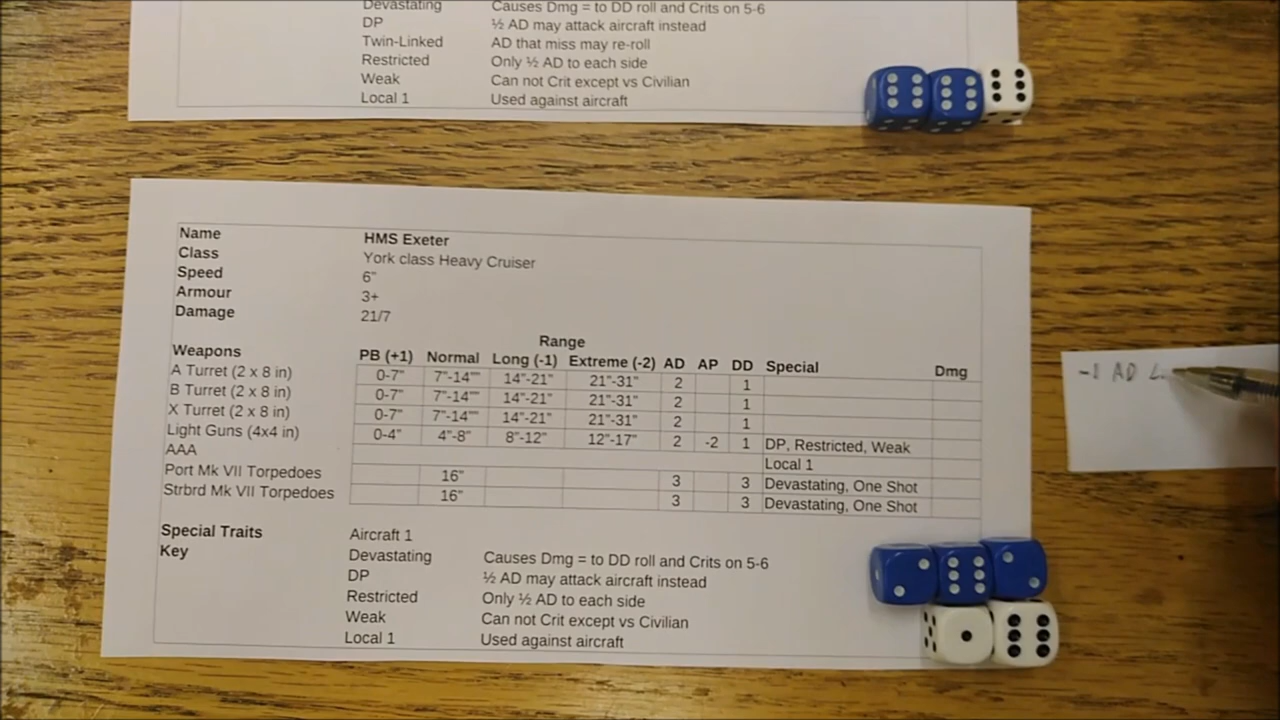 Devastating Causes Dmg = to DD roll and Crits on 5-6
DP ½ AD may attack aircraft instead
Twin-Linked AD that miss may re-roll
Restricted Only ½ AD to each side
Weak Can not Crit except vs Civilian
Local 1 Used against aircraft
Name HMS Exeter
Class York class Heavy Cruiser
Speed 6"
Armour 3+
Damage 21/7
Range
Weapons PB (+1) Normal Long (-1) Extreme (-2) AD AP DD Special Dmg
A Turret (2 x 8 in) 0-7" 7"-14"" 14"-21" 21"-31" 2 1
B Turret (2 x 8 in) 0-7" 7"-14"" 14"-21" 21"-31" 2 1
X Turret (2 x 8 in) 0-7" 7"-14"" 14"-21" 21"-31" 2 1
Light Guns (4x4 in) 0-4" 4"-8" 8"-12" 12"-17" 2 -2 1 DP, Restricted, Weak
AAA Local 1
Port Mk VII Torpedoes 16" 3 3 Devastating, One Shot
Strbrd Mk VII Torpedoes 16" 3 3 Devastating, One Shot
Special Traits Aircraft 1
Key Devastating Causes Dmg = to DD roll and Crits on 5-6
DP ½ AD may attack aircraft instead
Restricted Only ½ AD to each side
Weak Can not Crit except vs Civilian
Local 1 Used against aircraft
-1 AD